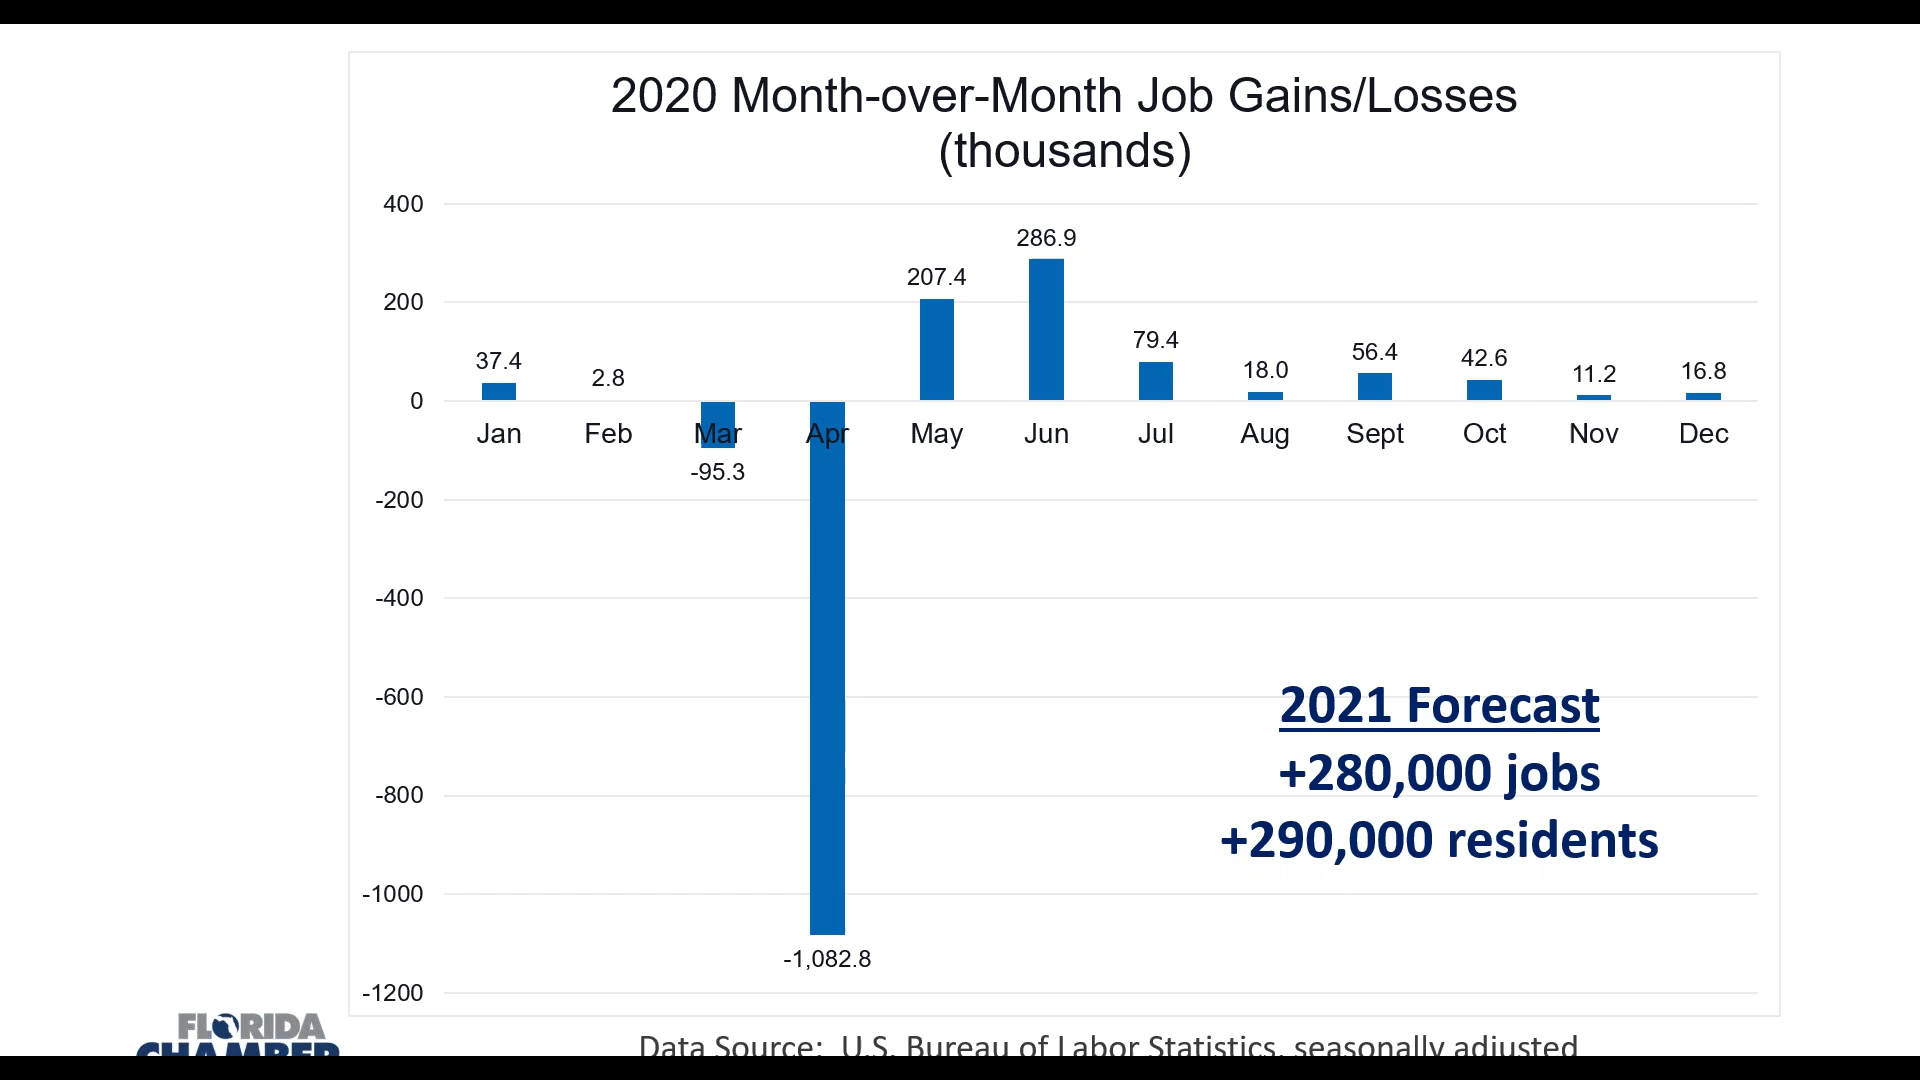 2020 Month-over-Month Job Gains/Losses
(thousands)
400
200
0
-200
-400
-600
-800
-1000
-1200
37.4
2.8
-95.3
-1,082.8
207.4
286.9
79.4
18.0
56.4
42.6
11.2
16.8
Jan Feb Mar Apr May Jun Jul Aug Sept Oct Nov Dec
2021 Forecast
+280,000 jobs
+290,000 residents
FLORIDA
CHAMBER
Data Source: U.S. Bureau of Labor Statistics, seasonally adjusted